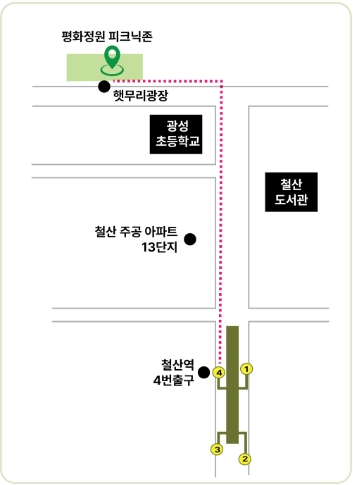 평화정원 피크닉존
햇무리광장
광성
초등학교
철산
도서관
철산 주공 아파트
13단지
철산역
4번출구
4
1
3
2